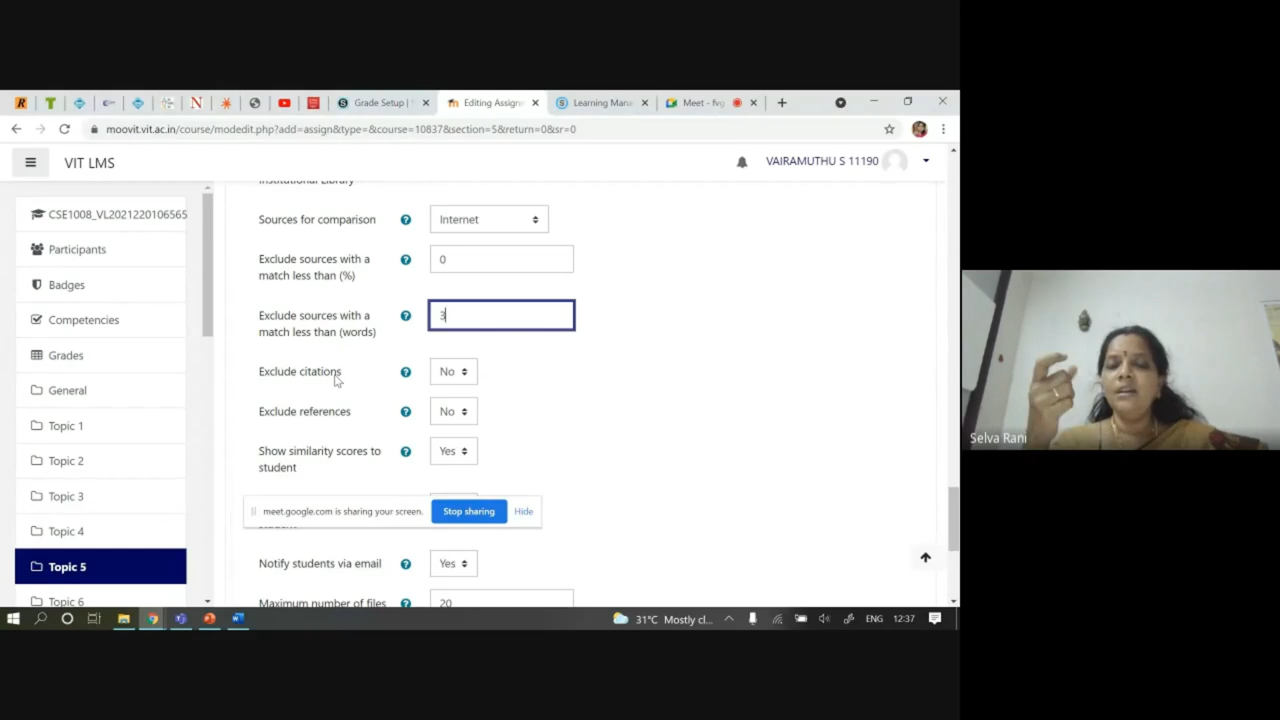 R
T
N
Grade Setup |
Editing Assignm
Learning Mana
Meet - fvg
moovit.vit.ac.in/course/modedit.php?add=assign&type=&course=10837&section=5&return=0&sr=0
VIT LMS
VAIRAMUTHU S 11190
Institutional Library
CSE1008_VL2021220106565
Participants
Badges
Competencies
Grades
General
Topic 1
Topic 2
Topic 3
Topic 4
Topic 5
Topic 6
Sources for comparison
Internet
Exclude sources with a
match less than (%)
0
Exclude sources with a
match less than (words)
3
Exclude citations
No
Exclude references
No
Show similarity scores to
student
Yes
meet.google.com is sharing your screen.
Stop sharing
Hide
student
Notify students via email
Yes
Maximum number of files
20
Selva Rani
31°C Mostly cl...
ENG
12:37